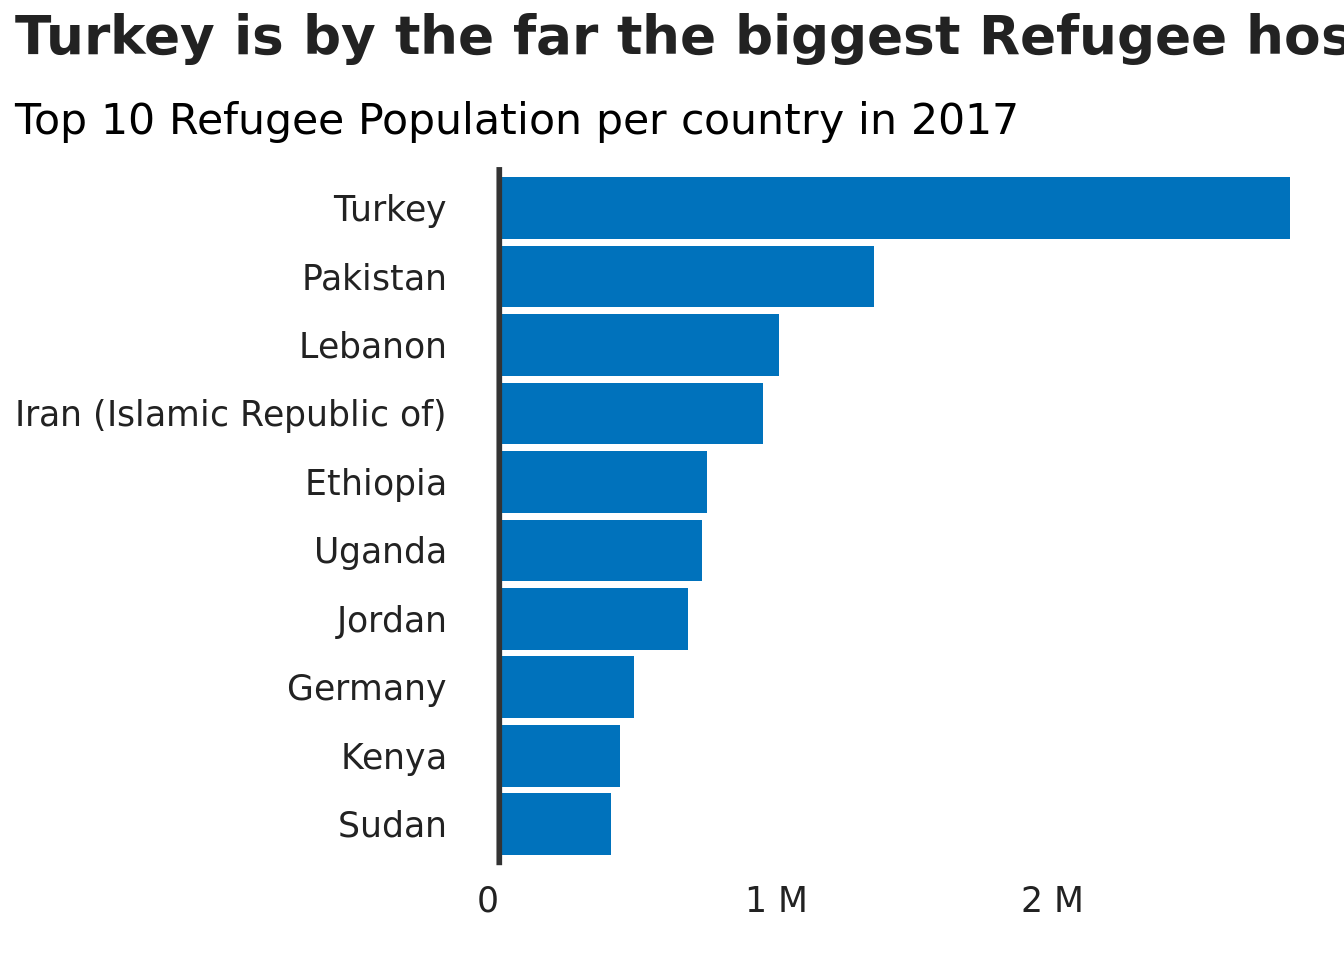 Turkey is by the far the biggest Refugee hos
Top 10 Refugee Population per country in 2017
Turkey
Pakistan
Lebanon
Iran (Islamic Republic of)
Ethiopia
Uganda
Jordan
Germany
Kenya
Sudan
0 1 M 2 M